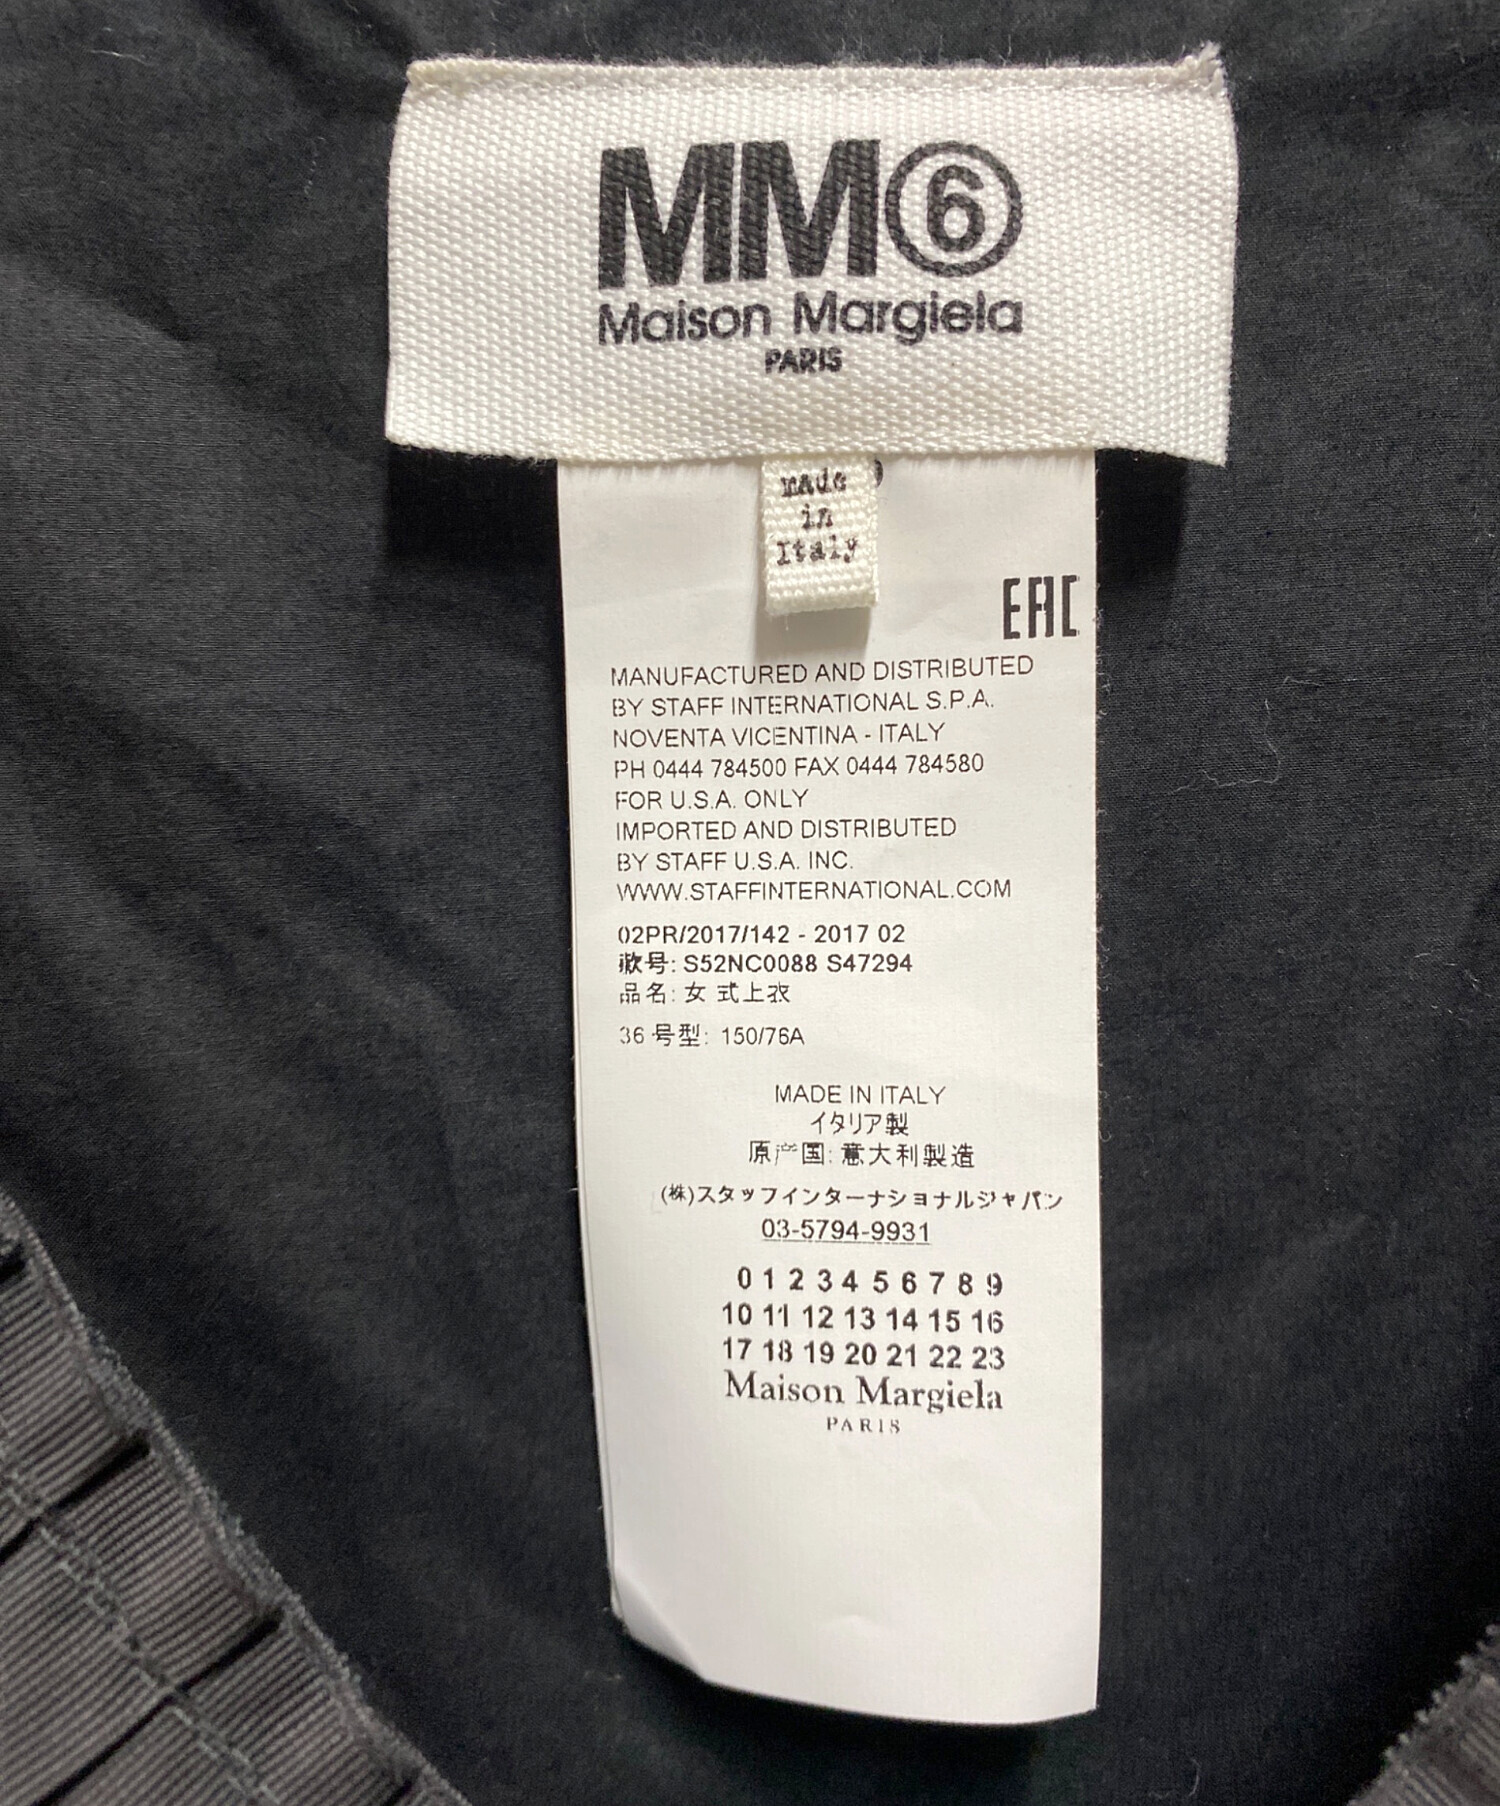 MM⑥
Maison Margiela
PARIS
made
in
Italy
EAC
MANUFACTURED AND DISTRIBUTED
BY STAFF INTERNATIONAL S.P.A.
NOVENTA VICENTINA - ITALY
PH 0444 784500 FAX 0444 784580
FOR U.S.A. ONLY
IMPORTED AND DISTRIBUTED
BY STAFF U.S.A. INC.
WWW.STAFFINTERNATIONAL.COM
02PR/2017/142 - 2017 02
款号: S52NC0088 S47294
品名: 女 式上衣
36 号型: 150/76A
MADE IN ITALY
イタリア製
原产国: 意大利製造
(株)スタッフインターナショナルジャパン
03-5794-9931
0 1 2 3 4 5 6 7 8 9
10 11 12 13 14 15 16
17 18 19 20 21 22 23
Maison Margiela
PARIS